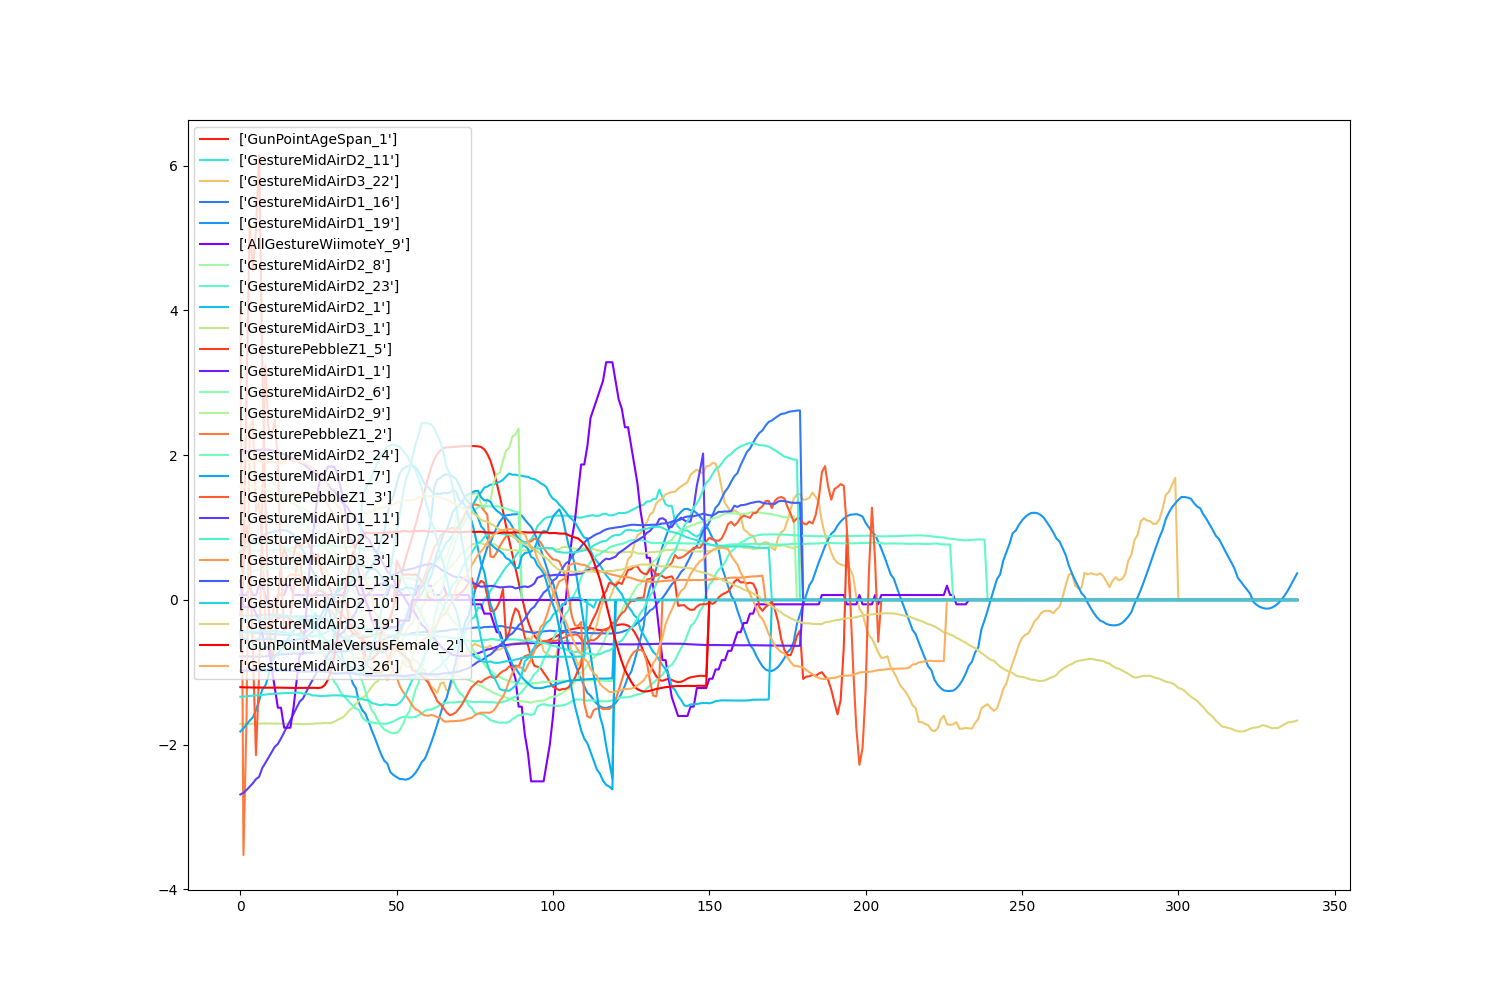 6
4
2
0
−2
−4
['GunPointAgeSpan_1']
['GestureMidAirD2_11']
['GestureMidAirD3_22']
['GestureMidAirD1_16']
['GestureMidAirD1_19']
['AllGestureWiimoteY_9']
['GestureMidAirD2_8']
['GestureMidAirD2_23']
['GestureMidAirD2_1']
['GestureMidAirD3_1']
['GesturePebbleZ1_5']
['GestureMidAirD1_1']
['GestureMidAirD2_6']
['GestureMidAirD2_9']
['GesturePebbleZ1_2']
['GestureMidAirD2_24']
['GestureMidAirD1_7']
['GesturePebbleZ1_3']
['GestureMidAirD1_11']
['GestureMidAirD2_12']
['GestureMidAirD3_3']
['GestureMidAirD1_13']
['GestureMidAirD2_10']
['GestureMidAirD3_19']
['GunPointMaleVersusFemale_2']
['GestureMidAirD3_26']
0 50 100 150 200 250 300 350